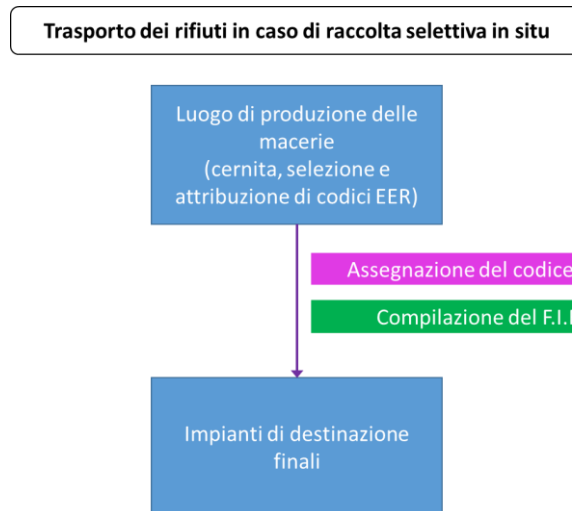 Trasporto dei rifiuti in caso di raccolta selettiva in situ
Luogo di produzione delle
macerie
(cernita, selezione e
attribuzione di codici EER)
Assegnazione del codice
Compilazione del F.I.
Impianti di destinazione
finali